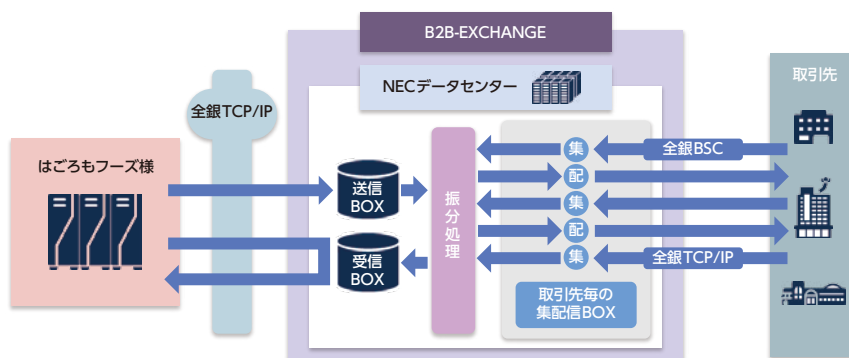 B2B-EXCHANGE
NECデータセンター
取引先
全銀TCP/IP
はごろもフーズ様
送信
BOX
受信
BOX
振分処理
集
配
集
配
集
全銀BSC
全銀TCP/IP
取引先毎の
集配信BOX